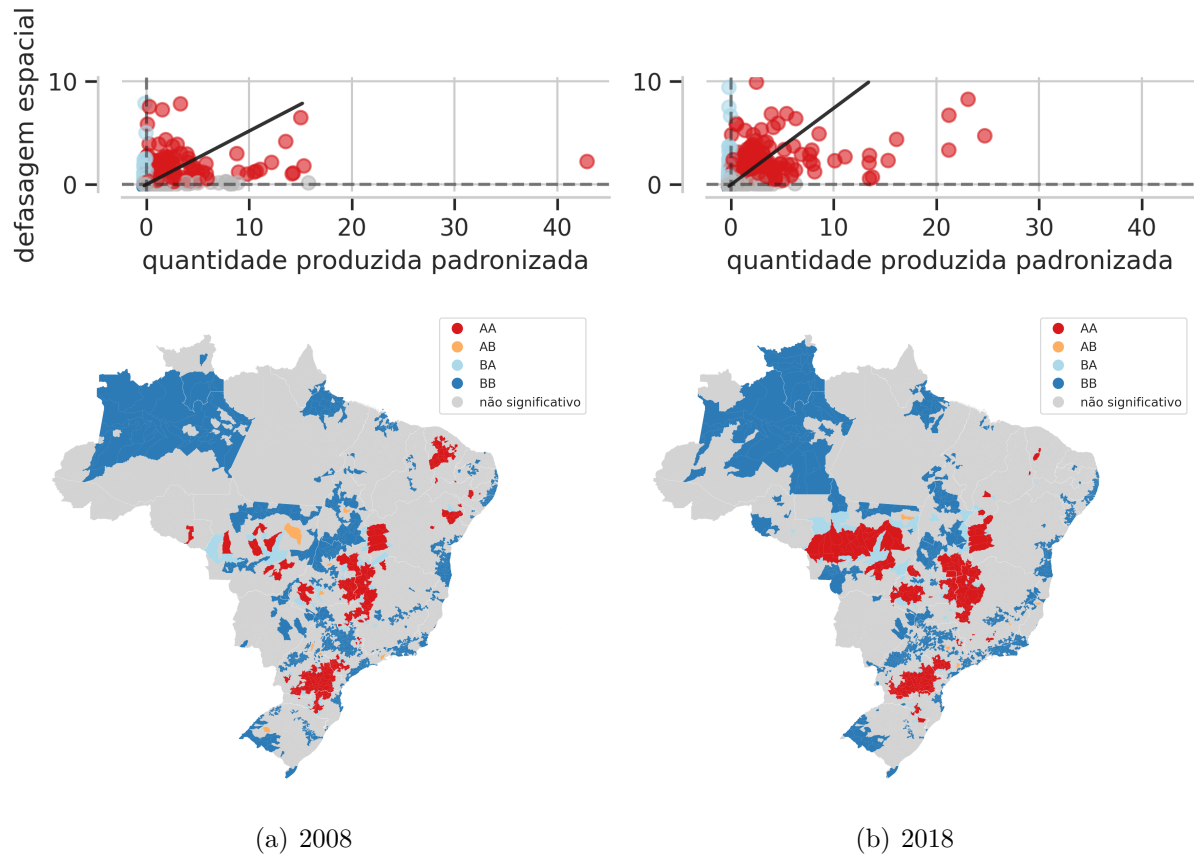 defasagem espacial
10
0
0
10
20
30
40
quantidade produzida padronizada
10
0
0
10
20
30
40
quantidade produzida padronizada
AA
AB
BA
BB
não significativo
AA
AB
BA
BB
não significativo
(a) 2008
(b) 2018